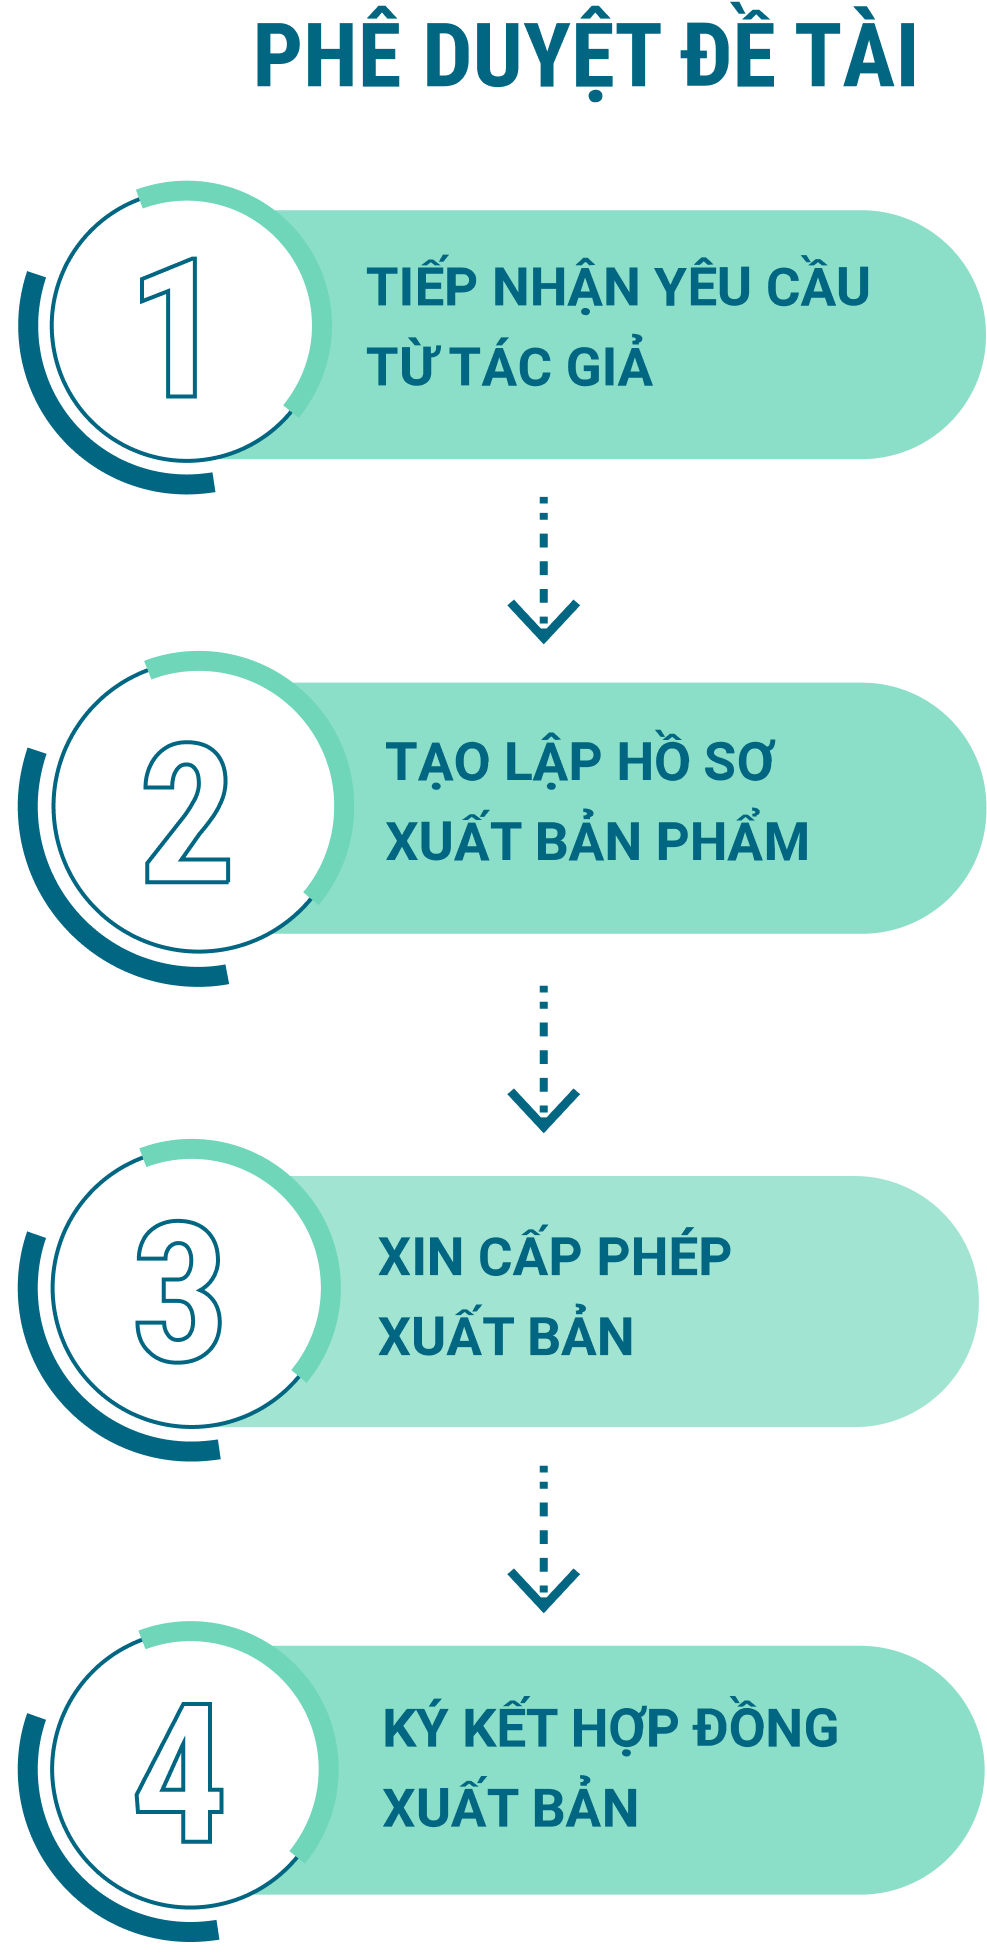 PHÊ DUYỆT ĐỀ TÀI
1
TIẾP NHẬN YÊU CẦU
TỪ TÁC GIẢ
2
TẠO LẬP HỒ SƠ
XUẤT BẢN PHẨM
3
XIN CẤP PHÉP
XUẤT BẢN
4
KÝ KẾT HỢP ĐỒNG
XUẤT BẢN